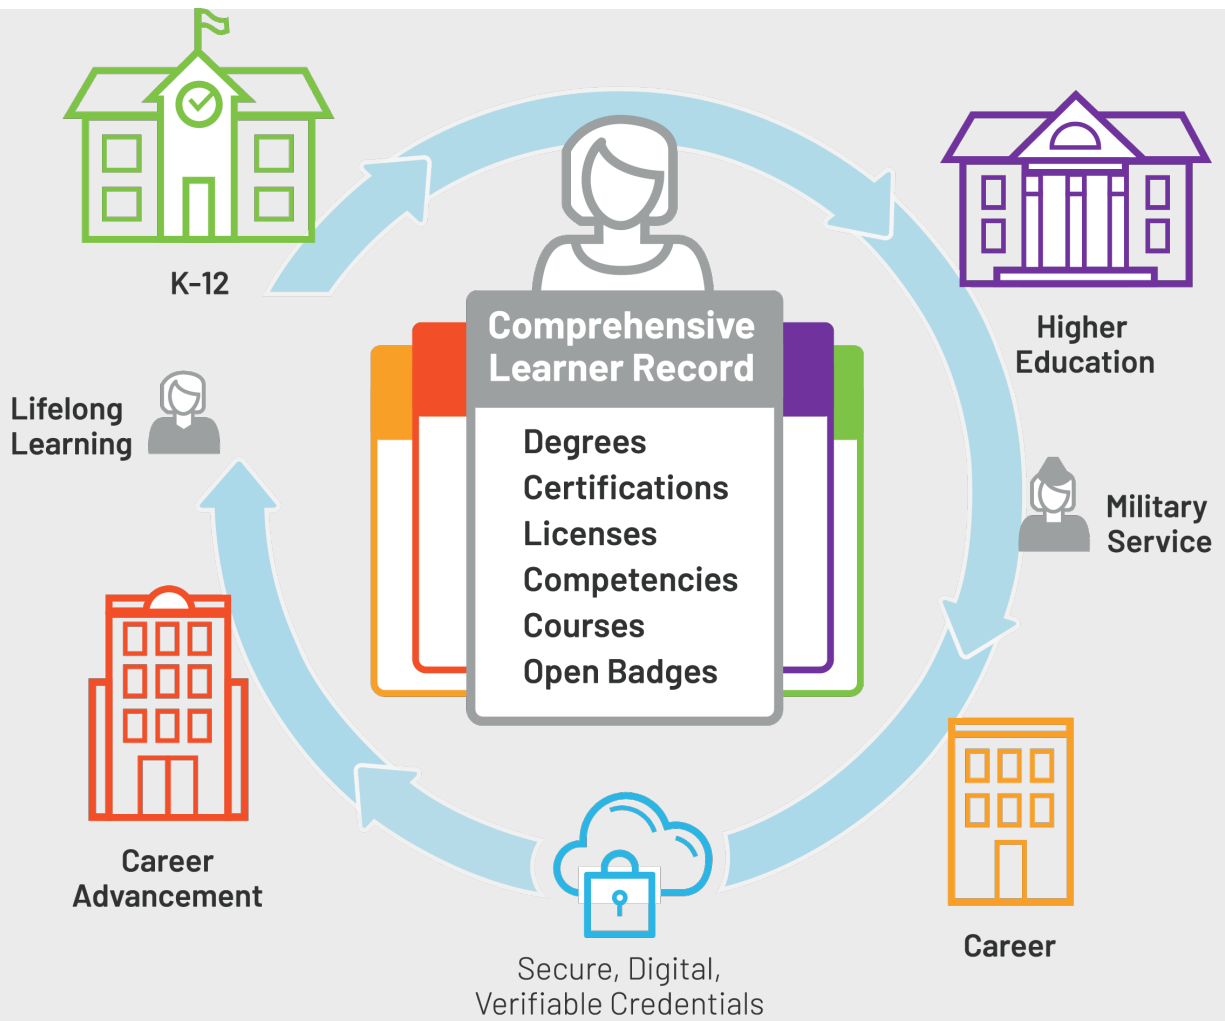 K-12
Comprehensive
Learner Record
Higher
Education
Lifelong
Learning
Degrees
Certifications
Licenses
Competencies
Courses
Open Badges
Military
Service
Career
Advancement
Career
Secure, Digital,
Verifiable Credentials